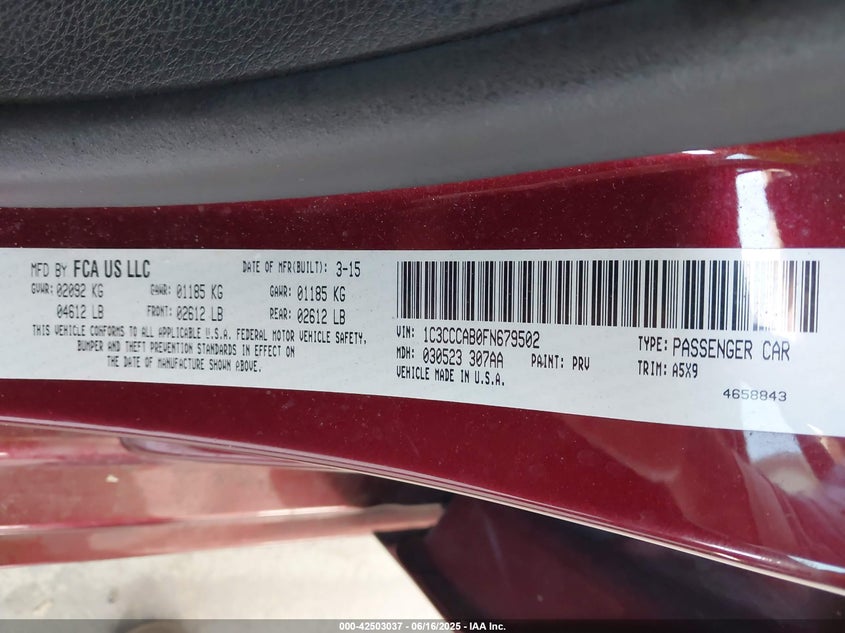 MFD BY FCA US LLC DATE OF MFR(BUILT): 3-15
GVWR: 02092 KG GAWR: 01185 KG GAWR: 01185 KG
04612 LB FRONT: 02612 LB REAR: 02612 LB
THIS VEHICLE CONFORMS TO ALL APPLICABLE U.S.A. FEDERAL MOTOR VEHICLE SAFETY,
BUMPER AND THEFT PREVENTION STANDARDS IN EFFECT ON
THE DATE OF MANUFACTURE SHOWN ABOVE.
VIN: 1C3CCCAB0FN679502 TYPE: PASSENGER CAR
MDH: 030523 307AA PAINT: PRV TRIM: A5X9
VEHICLE MADE IN U.S.A.
4658843
000-42503037 - 06/16/2025 - IAA Inc.